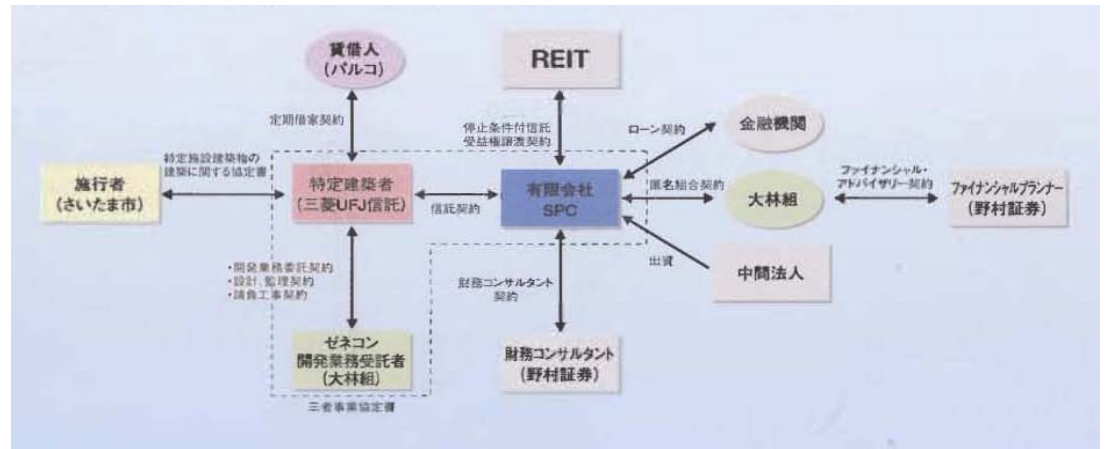 賃借人
(パルコ)
REIT
定期借家契約
停止条件付信託
受益権譲渡契約
ローン契約
金融機関
特定施設建築物の
建築に関する協定書
施行者
(さいたま市)
特定建築者
(三菱UFJ信託)
信託契約
有限会社
SPC
匿名組合契約
大林組
ファイナンシャル・
アドバイザリー契約
ファイナンシャルプランナー
(野村証券)
・開発業務委託契約
・設計、監理契約
・請負工事契約
財務コンサルタント
契約
出資
中間法人
ゼネコン
開発業務受託者
(大林組)
財務コンサルタント
(野村証券)
三者事業協定書